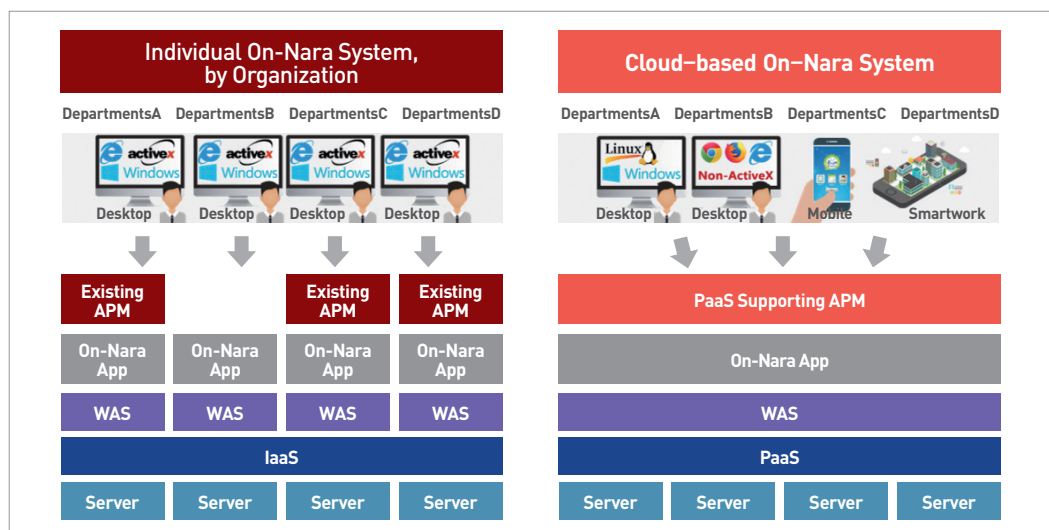 Individual On-Nara System,
by Organization
DepartmentsA DepartmentsB DepartmentsC DepartmentsD
activex activex activex activex
Windows Windows Windows Windows
Desktop Desktop Desktop Desktop
Existing
APM
Existing
APM
Existing
APM
On-Nara
App
On-Nara
App
On-Nara
App
On-Nara
App
WAS WAS WAS WAS
IaaS
Server Server Server Server
Cloud–based On–Nara System
DepartmentsA DepartmentsB DepartmentsC DepartmentsD
Linux
Windows Non-ActiveX
Desktop Desktop Mobile Smartwork
PaaS Supporting APM
On-Nara App
WAS
PaaS
Server Server Server Server